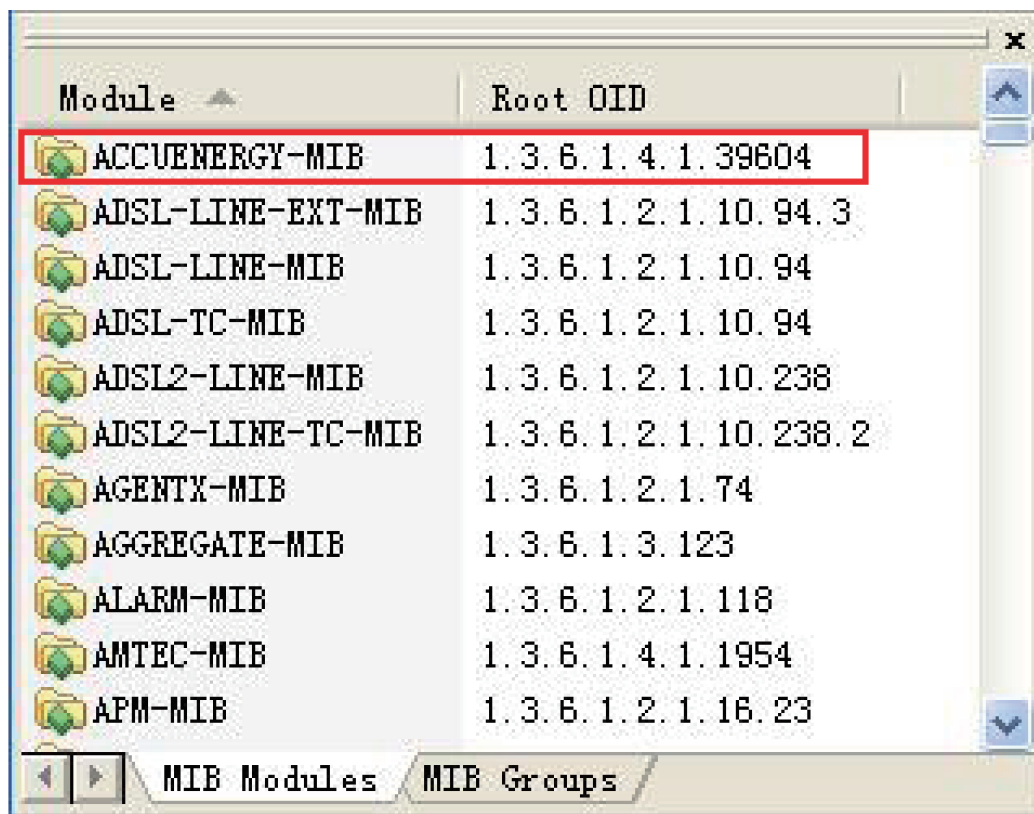 Module Root OID
ACCUENERGY-MIB 1.3.6.1.4.1.39604
ADSL-LINE-EXT-MIB 1.3.6.1.2.1.10.94.3
ADSL-LINE-MIB 1.3.6.1.2.1.10.94
ADSL-TC-MIB 1.3.6.1.2.1.10.94
ADSL2-LINE-MIB 1.3.6.1.2.1.10.238
ADSL2-LINE-TC-MIB 1.3.6.1.2.1.10.238.2
AGENTX-MIB 1.3.6.1.2.1.74
AGGREGATE-MIB 1.3.6.1.3.123
ALARM-MIB 1.3.6.1.2.1.118
AMTEC-MIB 1.3.6.1.4.1.1954
APM-MIB 1.3.6.1.2.1.16.23
MIB Modules MIB Groups